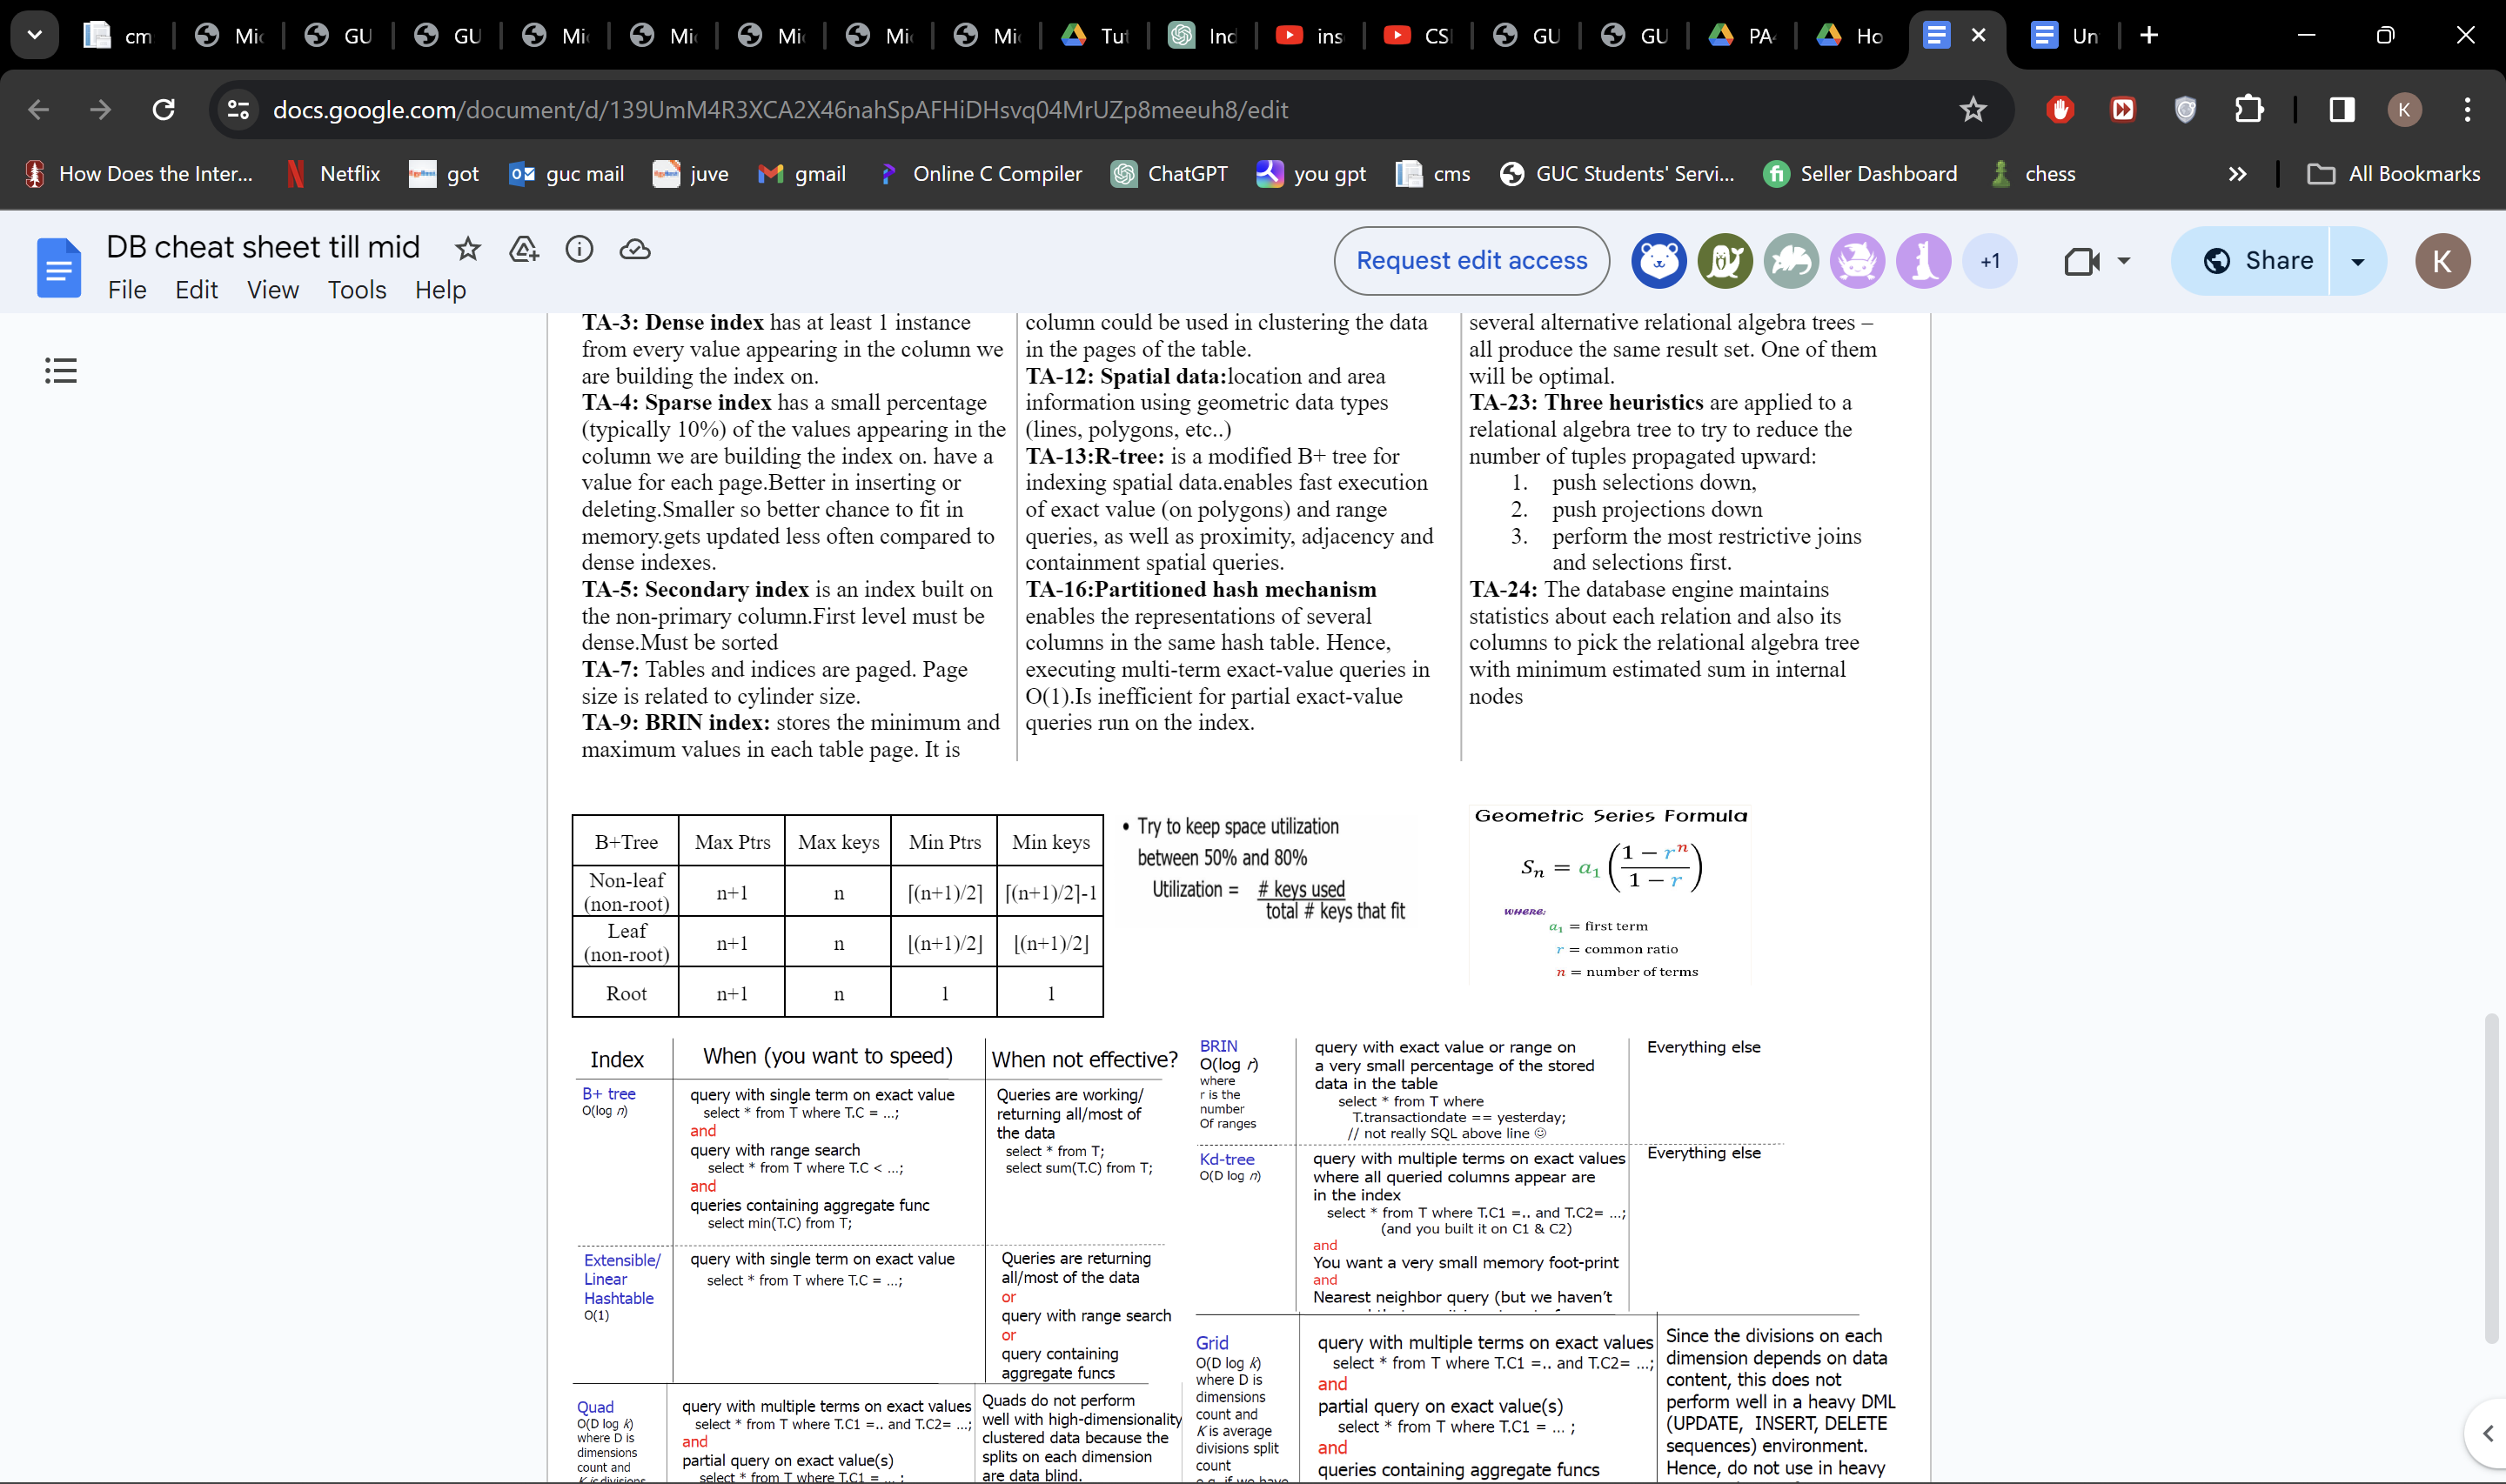 cm
Mic
GU
GU
Mic
Mic
Mic
Mic
Mic
Tut
Ind
ins
CSI
GU
GU
PA-
Ho
Un
docs.google.com/document/d/139UmM4R3XCA2X46nahSpAFHiDHsvq04MrUZp8meeuh8/edit
K
How Does the Inter...
Netflix
got
guc mail
juve
gmail
Online C Compiler
ChatGPT
you gpt
cms
GUC Students' Servi...
Seller Dashboard
chess
All Bookmarks
DB cheat sheet till mid
File Edit View Tools Help
Request edit access
+1
Share
K
TA-3: Dense index has at least 1 instance
from every value appearing in the column we
are building the index on.
TA-4: Sparse index has a small percentage
(typically 10%) of the values appearing in the
column we are building the index on. have a
value for each page.Better in inserting or
deleting.Smaller so better chance to fit in
memory.gets updated less often compared to
dense indexes.
TA-5: Secondary index is an index built on
the non-primary column.First level must be
dense.Must be sorted
TA-7: Tables and indices are paged. Page
size is related to cylinder size.
TA-9: BRIN index: stores the minimum and
maximum values in each table page. It is
column could be used in clustering the data
in the pages of the table.
TA-12: Spatial data:location and area
information using geometric data types
(lines, polygons, etc..)
TA-13:R-tree: is a modified B+ tree for
indexing spatial data.enables fast execution
of exact value (on polygons) and range
queries, as well as proximity, adjacency and
containment spatial queries.
TA-16:Partitioned hash mechanism
enables the representations of several
columns in the same hash table. Hence,
executing multi-term exact-value queries in
O(1).Is inefficient for partial exact-value
queries run on the index.
several alternative relational algebra trees –
all produce the same result set. One of them
will be optimal.
TA-23: Three heuristics are applied to a
relational algebra tree to try to reduce the
number of tuples propagated upward:
1. push selections down,
2. push projections down
3. perform the most restrictive joins
and selections first.
TA-24: The database engine maintains
statistics about each relation and also its
columns to pick the relational algebra tree
with minimum estimated sum in internal
nodes
B+Tree Max Ptrs Max keys Min Ptrs Min keys
Non-leaf
(non-root) n+1 n ⌈(n+1)/2⌉ ⌈(n+1)/2⌉-1
Leaf
(non-root) n+1 n ⌊(n+1)/2⌋ ⌊(n+1)/2⌋
Root n+1 n 1 1
• Try to keep space utilization
between 50% and 80%
Utilization = # keys used
total # keys that fit
Geometric Series Formula
Sn = a1 (1 − r^n / 1 − r)
WHERE:
a1 = first term
r = common ratio
n = number of terms
Index When (you want to speed) When not effective?
B+ tree
O(log n)
query with single term on exact value
select * from T where T.C = ...;
and
query with range search
select * from T where T.C < ...;
and
queries containing aggregate func
select min(T.C) from T;
Queries are working/
returning all/most of
the data
select * from T;
select sum(T.C) from T;
Extensible/
Linear
Hashtable
O(1)
query with single term on exact value
select * from T where T.C = ...;
Queries are returning
all/most of the data
or
query with range search
or
query containing
aggregate funcs
Quad
O(D log k)
where D is
dimensions
count and
K is divisions
query with multiple terms on exact values
select * from T where T.C1 =.. and T.C2= ...;
and
partial query on exact value(s)
select * from T where T.C1 = ... ;
Quads do not perform
well with high-dimensionality
clustered data because the
splits on each dimension
are data blind.
BRIN
O(log r)
where
r is the
number
Of ranges
query with exact value or range on
a very small percentage of the stored
data in the table
select * from T where
T.transactiondate == yesterday;
// not really SQL above line ☺
Everything else
Kd-tree
O(D log n)
query with multiple terms on exact values
where all queried columns appear are
in the index
select * from T where T.C1 =.. and T.C2= ...;
(and you built it on C1 & C2)
and
You want a very small memory foot-print
and
Nearest neighbor query (but we haven't
Everything else
Grid
O(D log k)
where D is
dimensions
count and
K is average
divisions split
count
e.g. if we have
query with multiple terms on exact values
select * from T where T.C1 =.. and T.C2= ...;
and
partial query on exact value(s)
select * from T where T.C1 = ... ;
and
queries containing aggregate funcs
Since the divisions on each
dimension depends on data
content, this does not
perform well in a heavy DML
(UPDATE, INSERT, DELETE
sequences) environment.
Hence, do not use in heavy